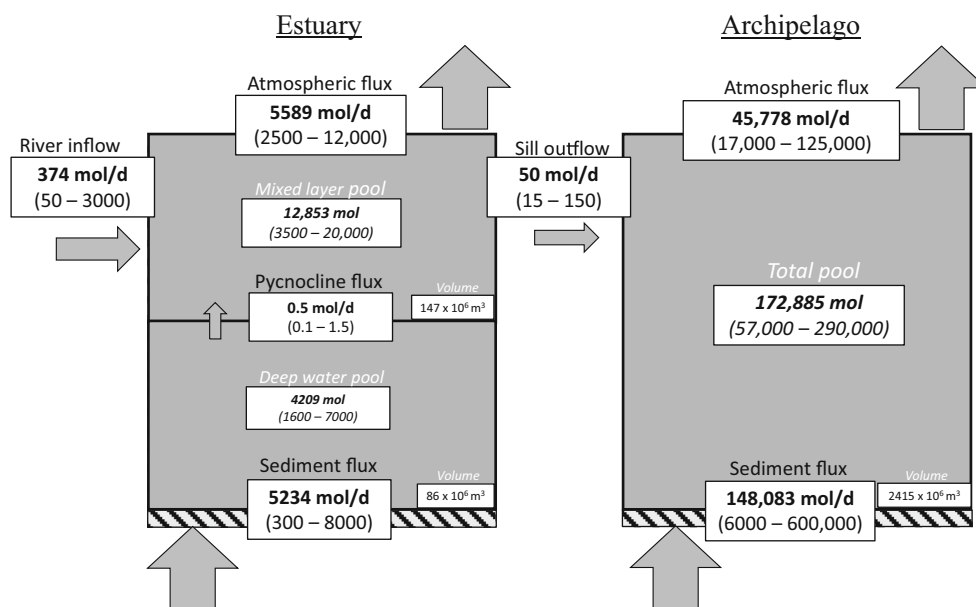 Estuary
Atmospheric flux
5589 mol/d
(2500 – 12,000)
River inflow
374 mol/d
(50 – 3000)
Mixed layer pool
12,853 mol
(3500 – 20,000)
Pycnocline flux
0.5 mol/d
(0.1 – 1.5)
Volume
147 x 10⁶ m³
Deep water pool
4209 mol
(1600 – 7000)
Sediment flux
5234 mol/d
(300 – 8000)
Volume
86 x 10⁶ m³
Sill outflow
50 mol/d
(15 – 150)
Archipelago
Atmospheric flux
45,778 mol/d
(17,000 – 125,000)
Total pool
172,885 mol
(57,000 – 290,000)
Sediment flux
148,083 mol/d
(6000 – 600,000)
Volume
2415 x 10⁶ m³